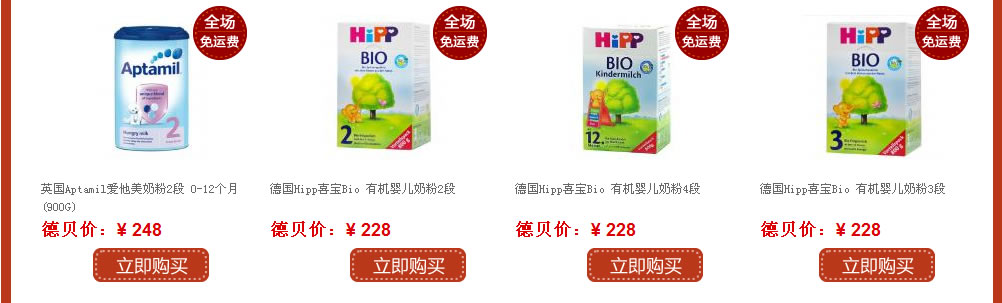 全场
免运费
全场
免运费
全场
免运费
全场
免运费
Aptamil
Hungry milk
2
HiPP
BIO
2
HiPP
BIO
Kindermilch
12.
HiPP
BIO
3
英国Aptamil爱他美奶粉2段 0-12个月
(900G)
德贝价：¥ 248
立即购买
德国Hipp喜宝Bio 有机婴儿奶粉2段
德贝价：¥ 228
立即购买
德国Hipp喜宝Bio 有机婴儿奶粉4段
德贝价：¥ 228
立即购买
德国Hipp喜宝Bio 有机婴儿奶粉3段
德贝价：¥ 228
立即购买